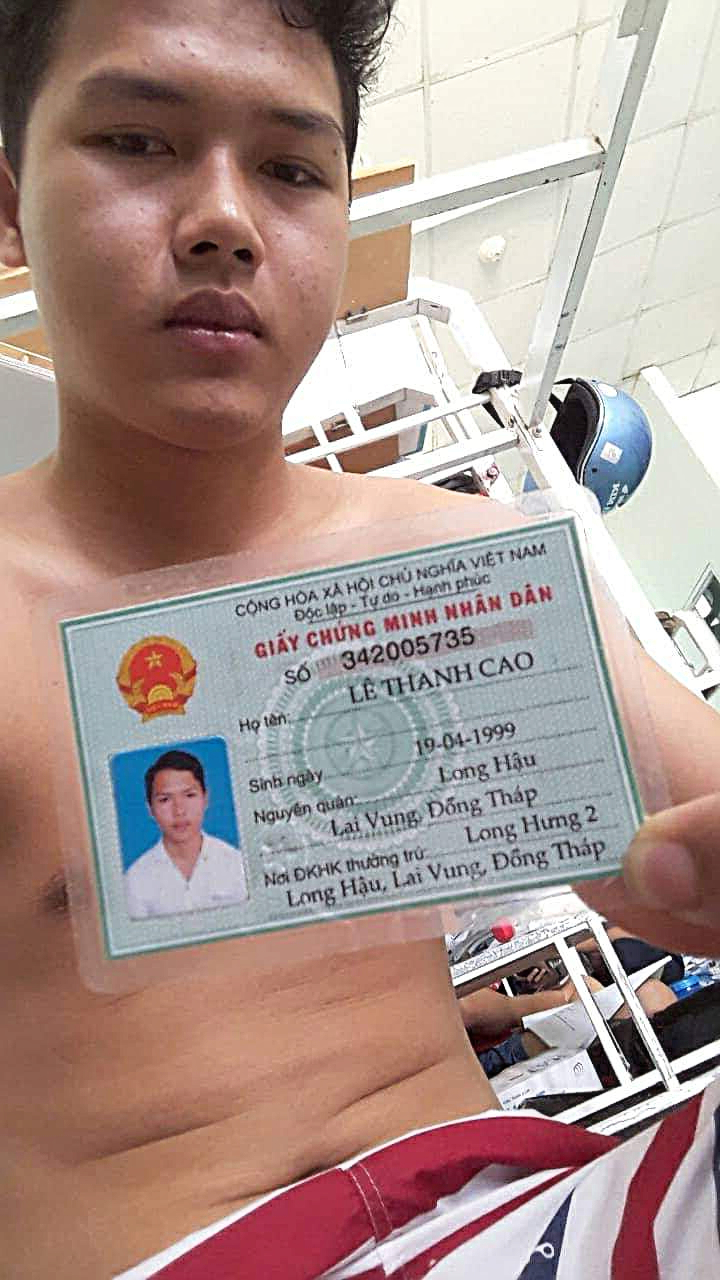 CỘNG HÒA XÃ HỘI CHỦ NGHĨA VIỆT NAM
Độc lập - Tự do - Hạnh phúc
GIẤY CHỨNG MINH NHÂN DÂN
SỐ 342005735
Họ tên: LÊ THANH CAO
Sinh ngày 19-04-1999
Nguyên quán: Long Hậu
Lai Vung, Đồng Tháp
Nơi ĐKHK thường trú: Long Hưng 2
Long Hậu, Lai Vung, Đồng Tháp